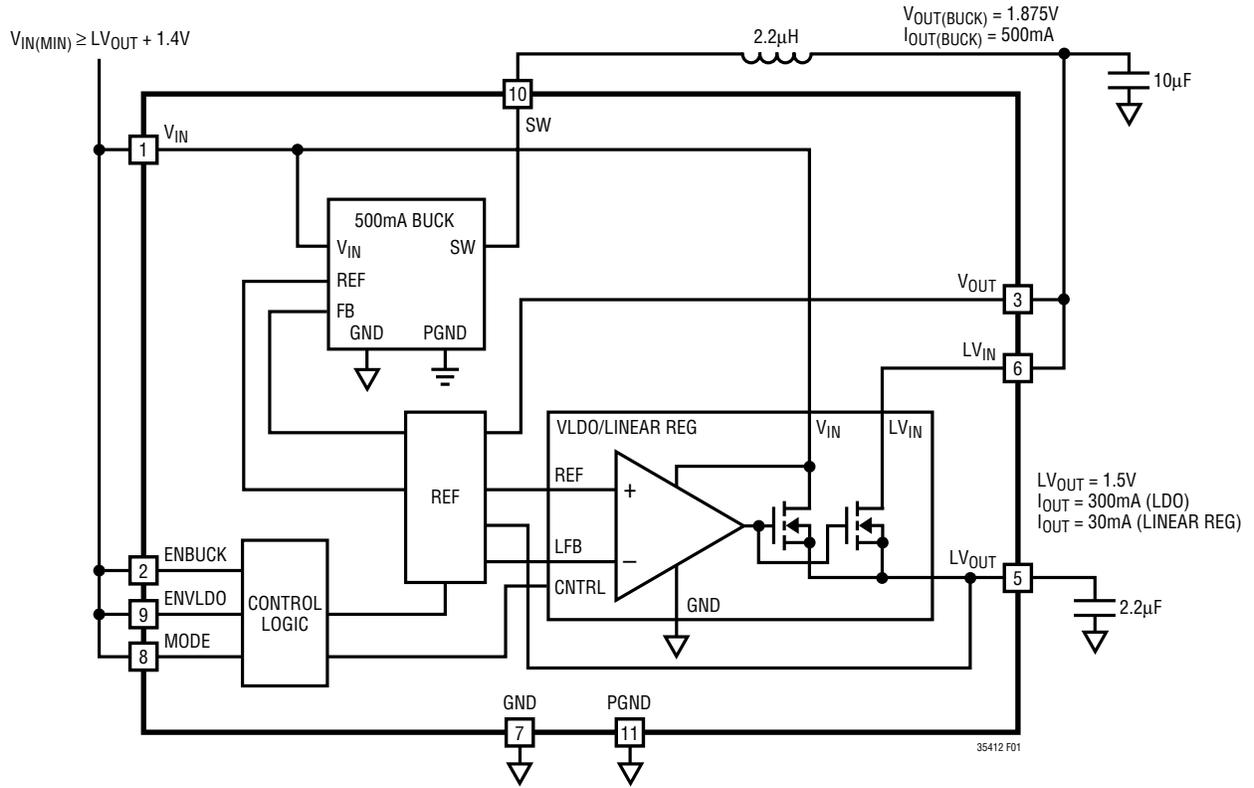 VIN(MIN) ≥ LVOUT + 1.4V
2.2µH
VOUT(BUCK) = 1.875V
IOUT(BUCK) = 500mA
10µF
10
SW
1
VIN
500mA BUCK
VIN
SW
REF
FB
GND
PGND
VOUT
3
LVIN
6
VLDO/LINEAR REG
VIN
LVIN
REF
REF
+
LFB
–
CNTRL
GND
LVOUT = 1.5V
IOUT = 300mA (LDO)
IOUT = 30mA (LINEAR REG)
LVOUT
5
2.2µF
2
ENBUCK
9
ENVLDO
8
MODE
CONTROL
LOGIC
GND
7
PGND
11
35412 F01